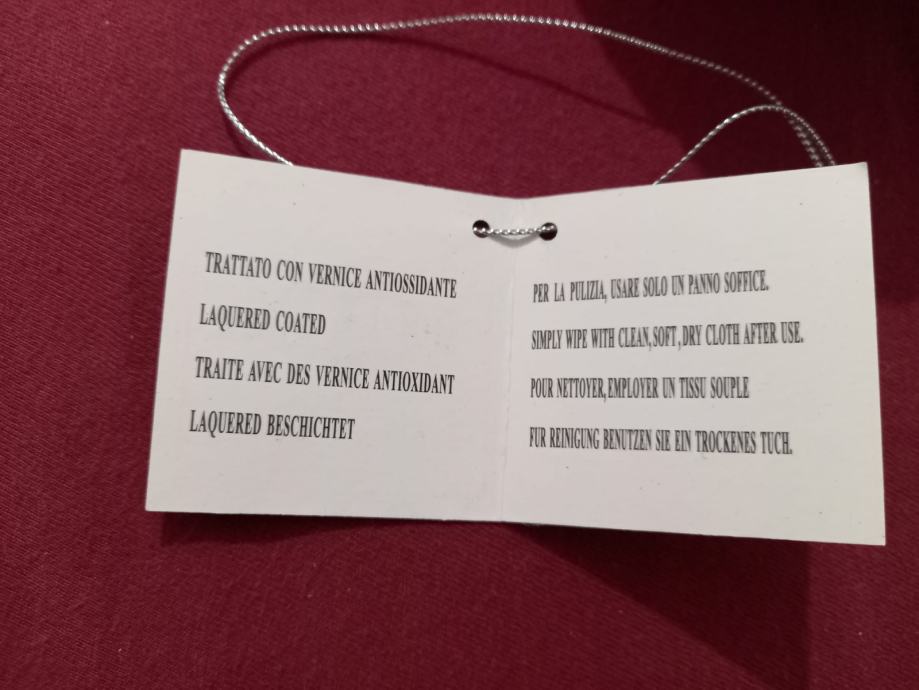 TRATTATO CON VERNICE ANTIOSSIDANTE
LAQUERED COATED
TRAITE AVEC DES VERNICE ANTIOXIDANT
LAQUERED BESCHICHTET
PER LA PULIZIA, USARE SOLO UN PANNO SOFFICE.
SIMPLY WIPE WITH CLEAN,SOFT,DRY CLOTH AFTER USE.
POUR NETTOYER,EMPLOYER UN TISSU SOUPLE
FUR REINIGUNG BENUTZEN SIE EIN TROCKENES TUCH.